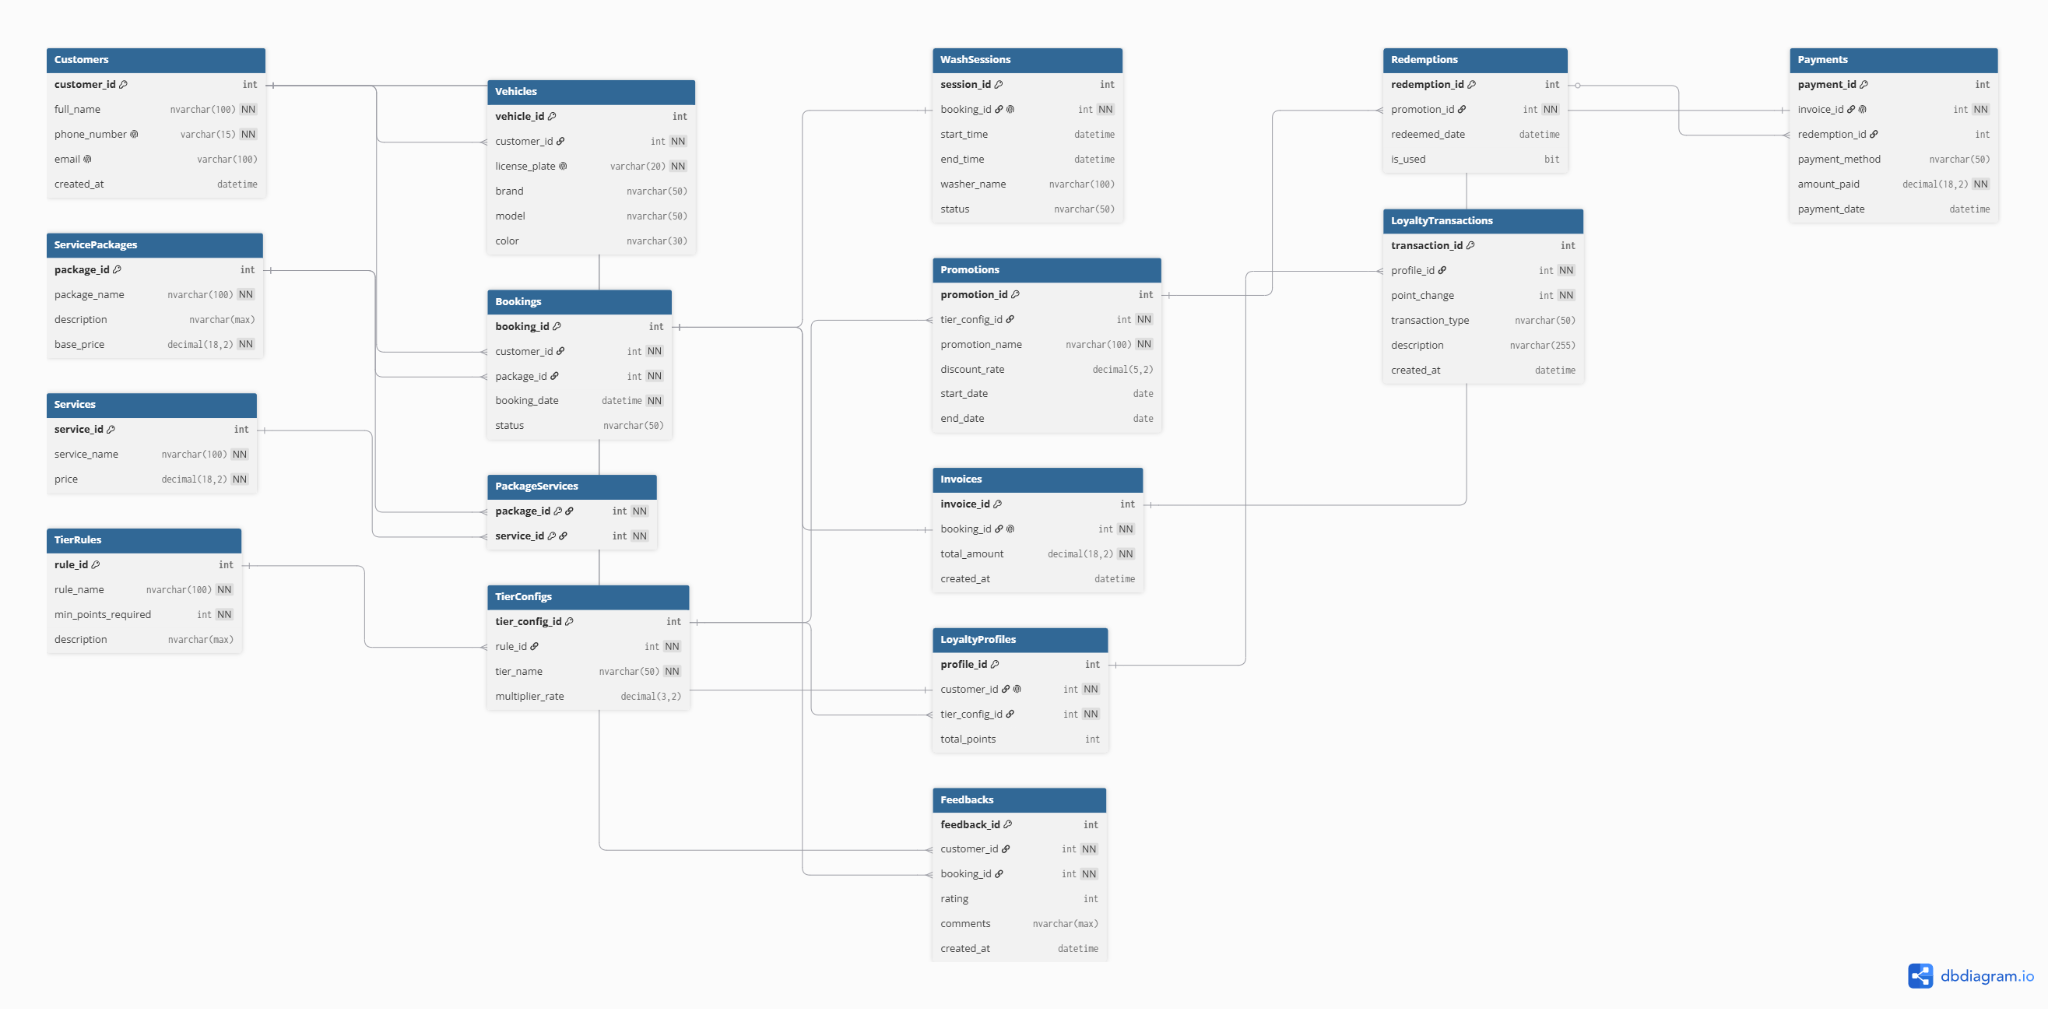 Customers
customer_id int
full_name nvarchar(100) NN
phone_number varchar(15) NN
email varchar(100)
created_at datetime
ServicePackages
package_id int
package_name nvarchar(100) NN
description nvarchar(max)
base_price decimal(18,2) NN
Services
service_id int
service_name nvarchar(100) NN
price decimal(18,2) NN
TierRules
rule_id int
rule_name nvarchar(100) NN
min_points_required int NN
description nvarchar(max)
Vehicles
vehicle_id int
customer_id int NN
license_plate varchar(20) NN
brand nvarchar(50)
model nvarchar(50)
color nvarchar(30)
Bookings
booking_id int
customer_id int NN
package_id int NN
booking_date datetime NN
status nvarchar(50)
PackageServices
package_id int NN
service_id int NN
TierConfigs
tier_config_id int
rule_id int NN
tier_name nvarchar(50) NN
multiplier_rate decimal(3,2)
WashSessions
session_id int
booking_id int NN
start_time datetime
end_time datetime
washer_name nvarchar(100)
status nvarchar(50)
Promotions
promotion_id int
tier_config_id int NN
promotion_name nvarchar(100) NN
discount_rate decimal(5,2)
start_date date
end_date date
Invoices
invoice_id int
booking_id int NN
total_amount decimal(18,2) NN
created_at datetime
LoyaltyProfiles
profile_id int
customer_id int NN
tier_config_id int NN
total_points int
Feedbacks
feedback_id int
customer_id int NN
booking_id int NN
rating int
comments nvarchar(max)
created_at datetime
Redemptions
redemption_id int
promotion_id int NN
redeemed_date datetime
is_used bit
LoyaltyTransactions
transaction_id int
profile_id int NN
point_change int NN
transaction_type nvarchar(50)
description nvarchar(255)
created_at datetime
Payments
payment_id int
invoice_id int NN
redemption_id int
payment_method nvarchar(50)
amount_paid decimal(18,2) NN
payment_date datetime
dbdiagram.io